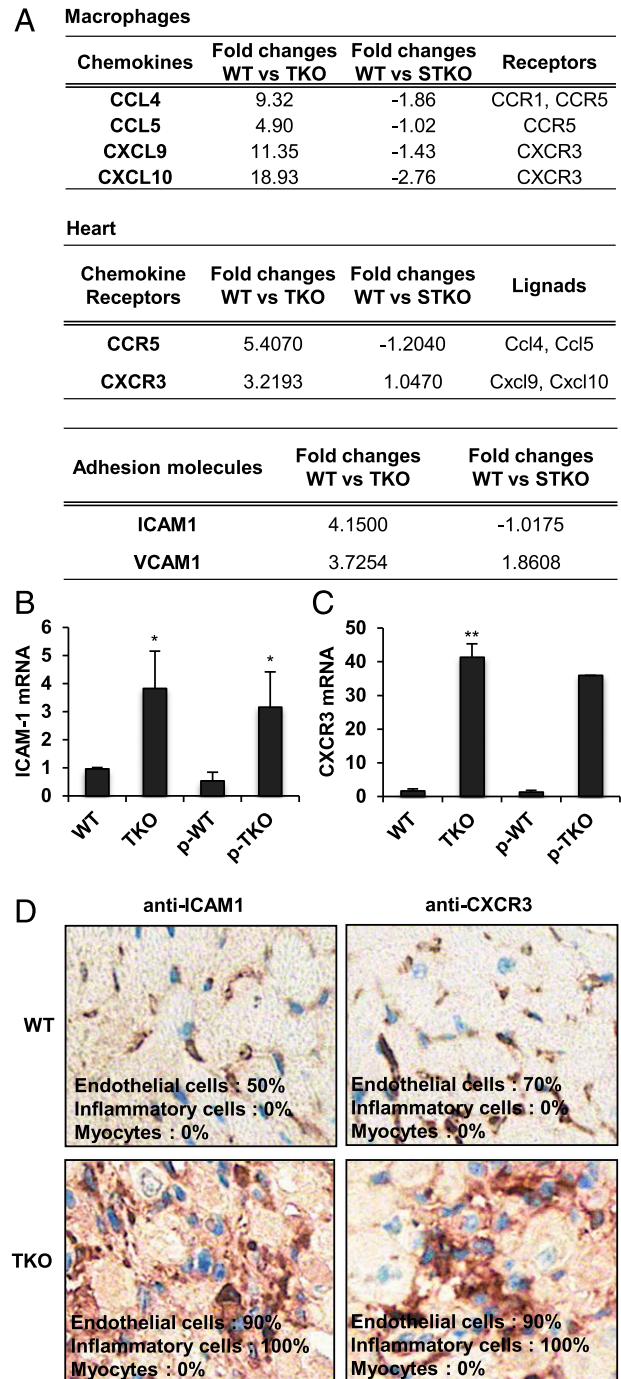 A Macrophages
Chemokines Fold changes WT vs TKO Fold changes WT vs STKO Receptors
CCL4 9.32 -1.86 CCR1, CCR5
CCL5 4.90 -1.02 CCR5
CXCL9 11.35 -1.43 CXCR3
CXCL10 18.93 -2.76 CXCR3
Heart
Chemokine Receptors Fold changes WT vs TKO Fold changes WT vs STKO Lignads
CCR5 5.4070 -1.2040 Ccl4, Ccl5
CXCR3 3.2193 1.0470 Cxcl9, Cxcl10
Adhesion molecules Fold changes WT vs TKO Fold changes WT vs STKO
ICAM1 4.1500 -1.0175
VCAM1 3.7254 1.8608
B
ICAM-1 mRNA
6
5
4
3
2
1
0
*
*
WT TKO p-WT p-TKO
C
CXCR3 mRNA
50
40
30
20
10
0
**
WT TKO p-WT p-TKO
D
anti-ICAM1 anti-CXCR3
WT
Endothelial cells : 50%
Inflammatory cells : 0%
Myocytes : 0%
Endothelial cells : 70%
Inflammatory cells : 0%
Myocytes : 0%
TKO
Endothelial cells : 90%
Inflammatory cells : 100%
Myocytes : 0%
Endothelial cells : 90%
Inflammatory cells : 100%
Myocytes : 0%